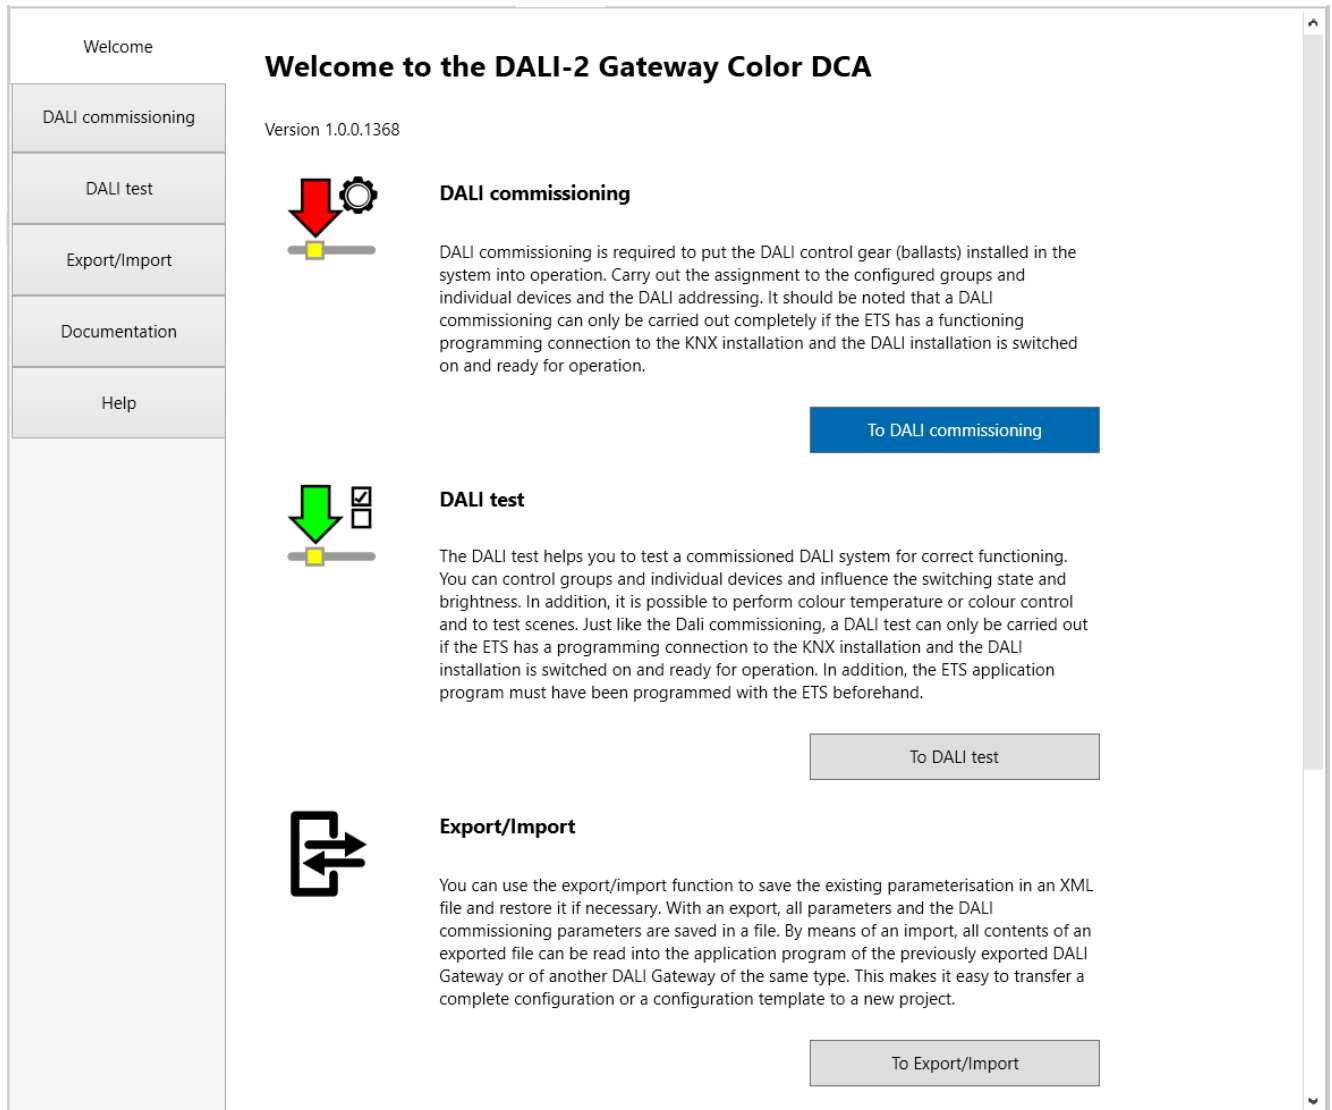 Welcome
DALI commissioning
DALI test
Export/Import
Documentation
Help
Welcome to the DALI-2 Gateway Color DCA
Version 1.0.0.1368
DALI commissioning
DALI commissioning is required to put the DALI control gear (ballasts) installed in the
system into operation. Carry out the assignment to the configured groups and
individual devices and the DALI addressing. It should be noted that a DALI
commissioning can only be carried out completely if the ETS has a functioning
programming connection to the KNX installation and the DALI installation is switched
on and ready for operation.
To DALI commissioning
DALI test
The DALI test helps you to test a commissioned DALI system for correct functioning.
You can control groups and individual devices and influence the switching state and
brightness. In addition, it is possible to perform colour temperature or colour control
and to test scenes. Just like the Dali commissioning, a DALI test can only be carried out
if the ETS has a programming connection to the KNX installation and the DALI
installation is switched on and ready for operation. In addition, the ETS application
program must have been programmed with the ETS beforehand.
To DALI test
Export/Import
You can use the export/import function to save the existing parameterisation in an XML
file and restore it if necessary. With an export, all parameters and the DALI
commissioning parameters are saved in a file. By means of an import, all contents of an
exported file can be read into the application program of the previously exported DALI
Gateway or of another DALI Gateway of the same type. This makes it easy to transfer a
complete configuration or a configuration template to a new project.
To Export/Import